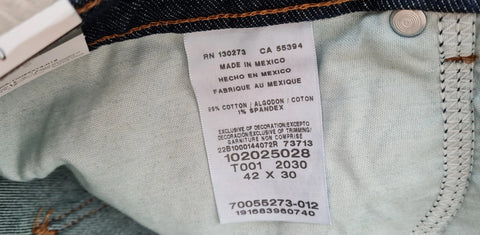 RN 130273 CA 55394
MADE IN MEXICO
HECHO EN MEXICO
FABRIQUE AU MEXIQUE
99% COTTON / ALGODON / COTON
1% SPANDEX
EXCLUSIVE OF DECORATION/EXCEPTO
DECORACION/EXCLUSIVE OF TRIMMING/
GARNITURE NON COMPRISE
22B1000144072R 73713
102025028
T001 2030
42 X 30
70055273-012
191683960740